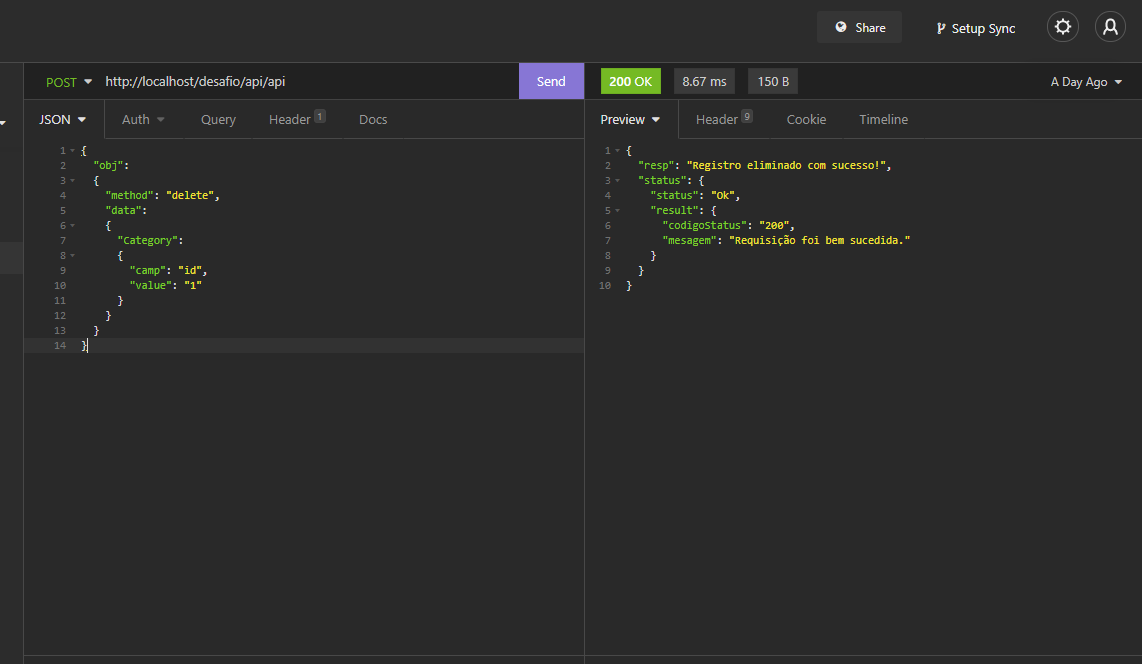 Share
Setup Sync
POST http://localhost/desafio/api/api Send
200 OK 8.67 ms 150 B A Day Ago
JSON Auth Query Header 1 Docs
Preview Header 9 Cookie Timeline
1 {
2 "obj":
3 {
4 "method": "delete",
5 "data":
6 {
7 "Category":
8 {
9 "camp": "id",
10 "value": "1"
11 }
12 }
13 }
14 }
1 {
2 "resp": "Registro eliminado com sucesso!",
3 "status": {
4 "status": "Ok",
5 "result": {
6 "codigoStatus": "200",
7 "mesagem": "Requisição foi bem sucedida."
8 }
9 }
10 }